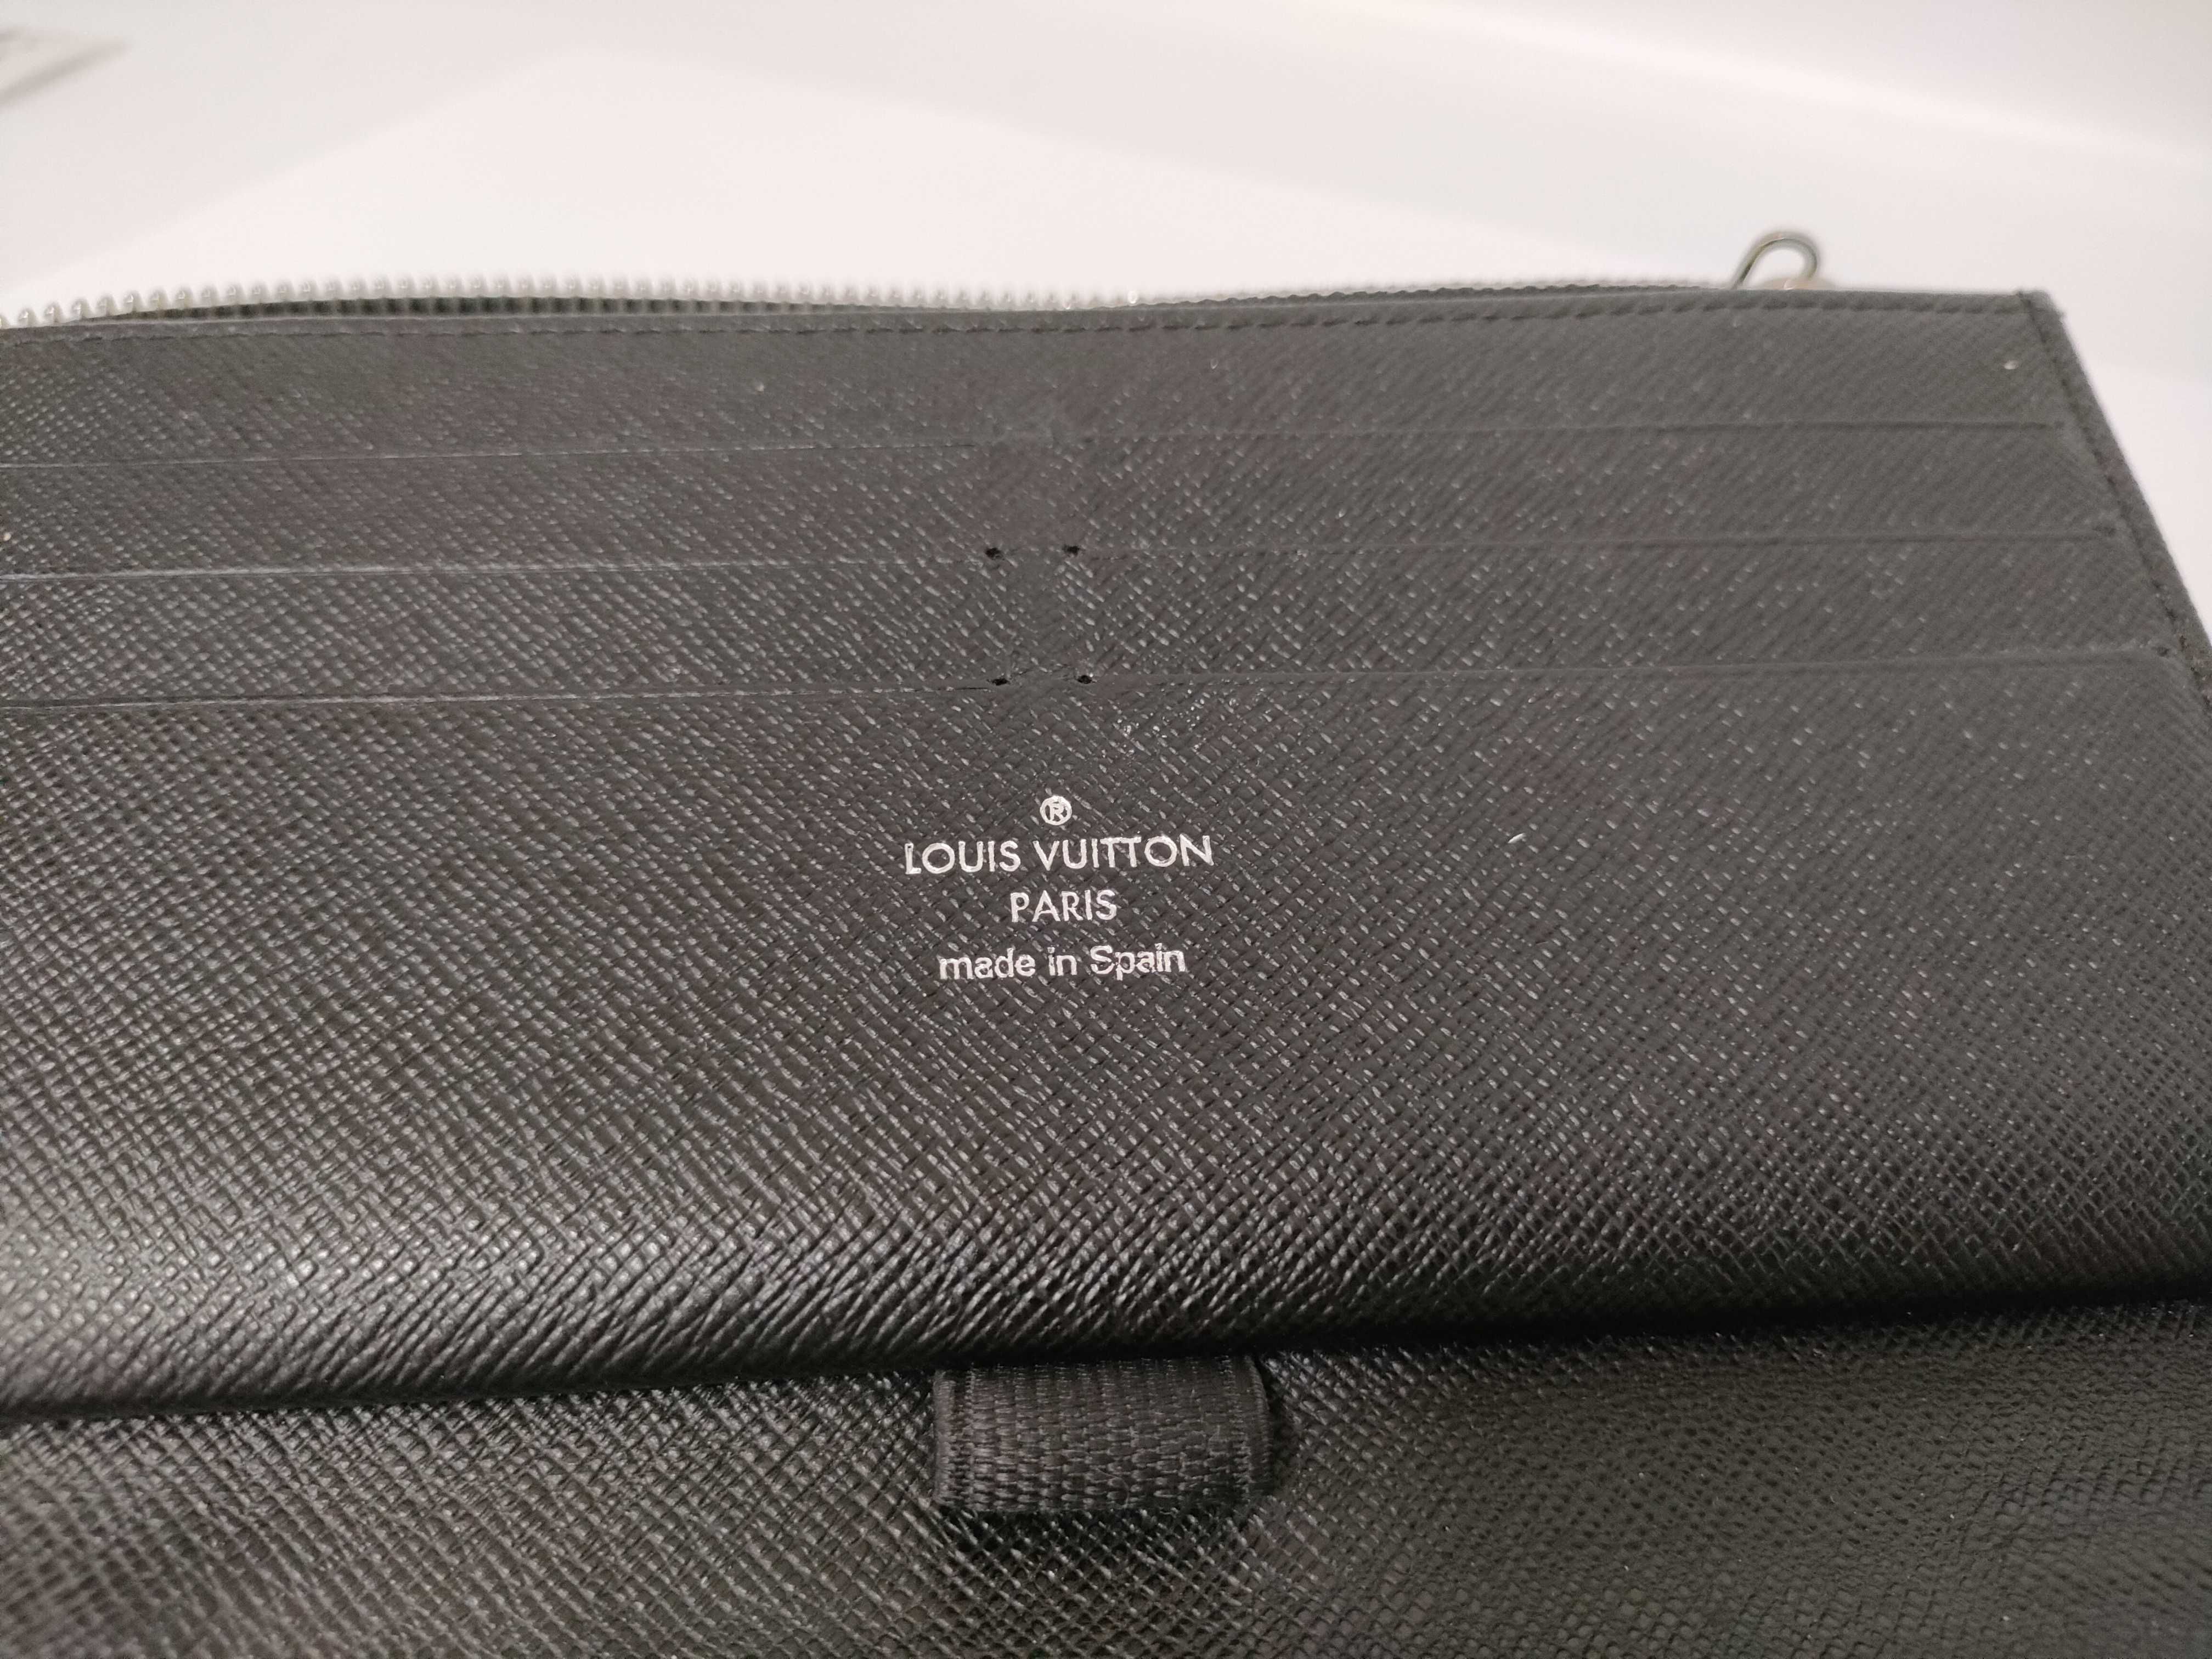 ®
LOUIS VUITTON
PARIS
made in Spain